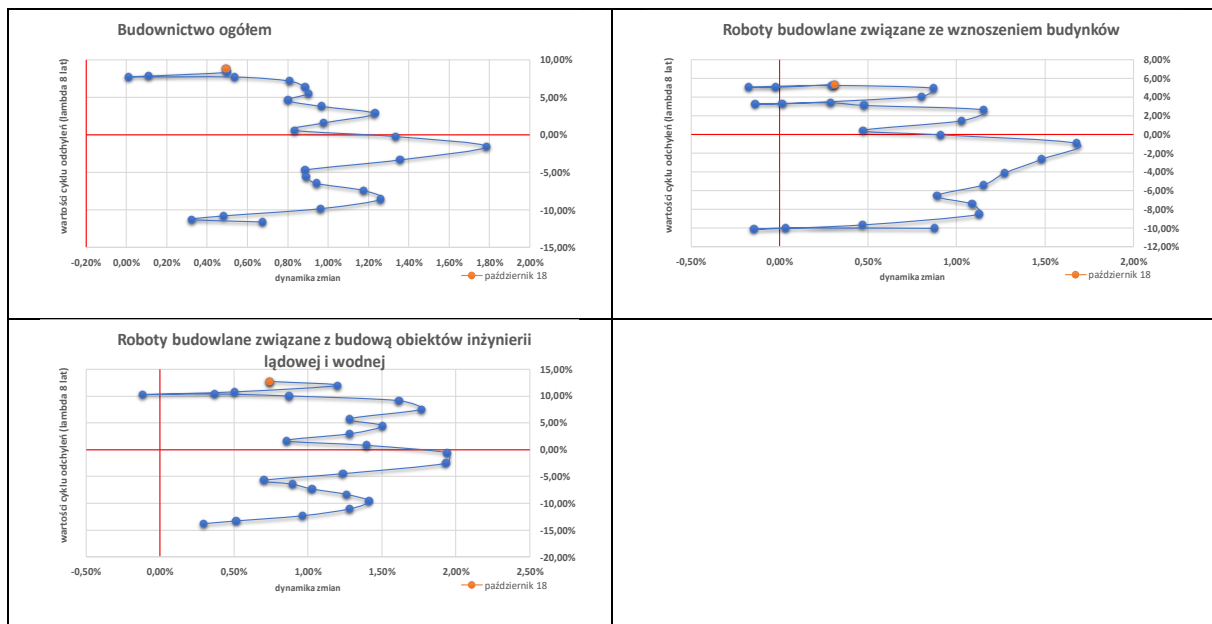 Budownictwo ogółem
wartości cyklu odchyleń (lambda 8 lat)
10,00%
5,00%
0,00%
-5,00%
-10,00%
-15,00%
-0,20% 0,00% 0,20% 0,40% 0,60% 0,80% 1,00% 1,20% 1,40% 1,60% 1,80% 2,00%
dynamika zmian
październik 18
Roboty budowlane związane ze wznoszeniem budynków
wartości cyklu odchyleń (lambda 8 lat)
8,00%
6,00%
4,00%
2,00%
0,00%
-2,00%
-4,00%
-6,00%
-8,00%
-10,00%
-12,00%
-0,50% 0,00% 0,50% 1,00% 1,50% 2,00%
dynamika zmian
październik 18
Roboty budowlane związane z budową obiektów inżynierii
lądowej i wodnej
wartości cyklu odchyleń (lambda 8 lat)
15,00%
10,00%
5,00%
0,00%
-5,00%
-10,00%
-15,00%
-20,00%
-0,50% 0,00% 0,50% 1,00% 1,50% 2,00% 2,50%
dynamika zmian
październik 18